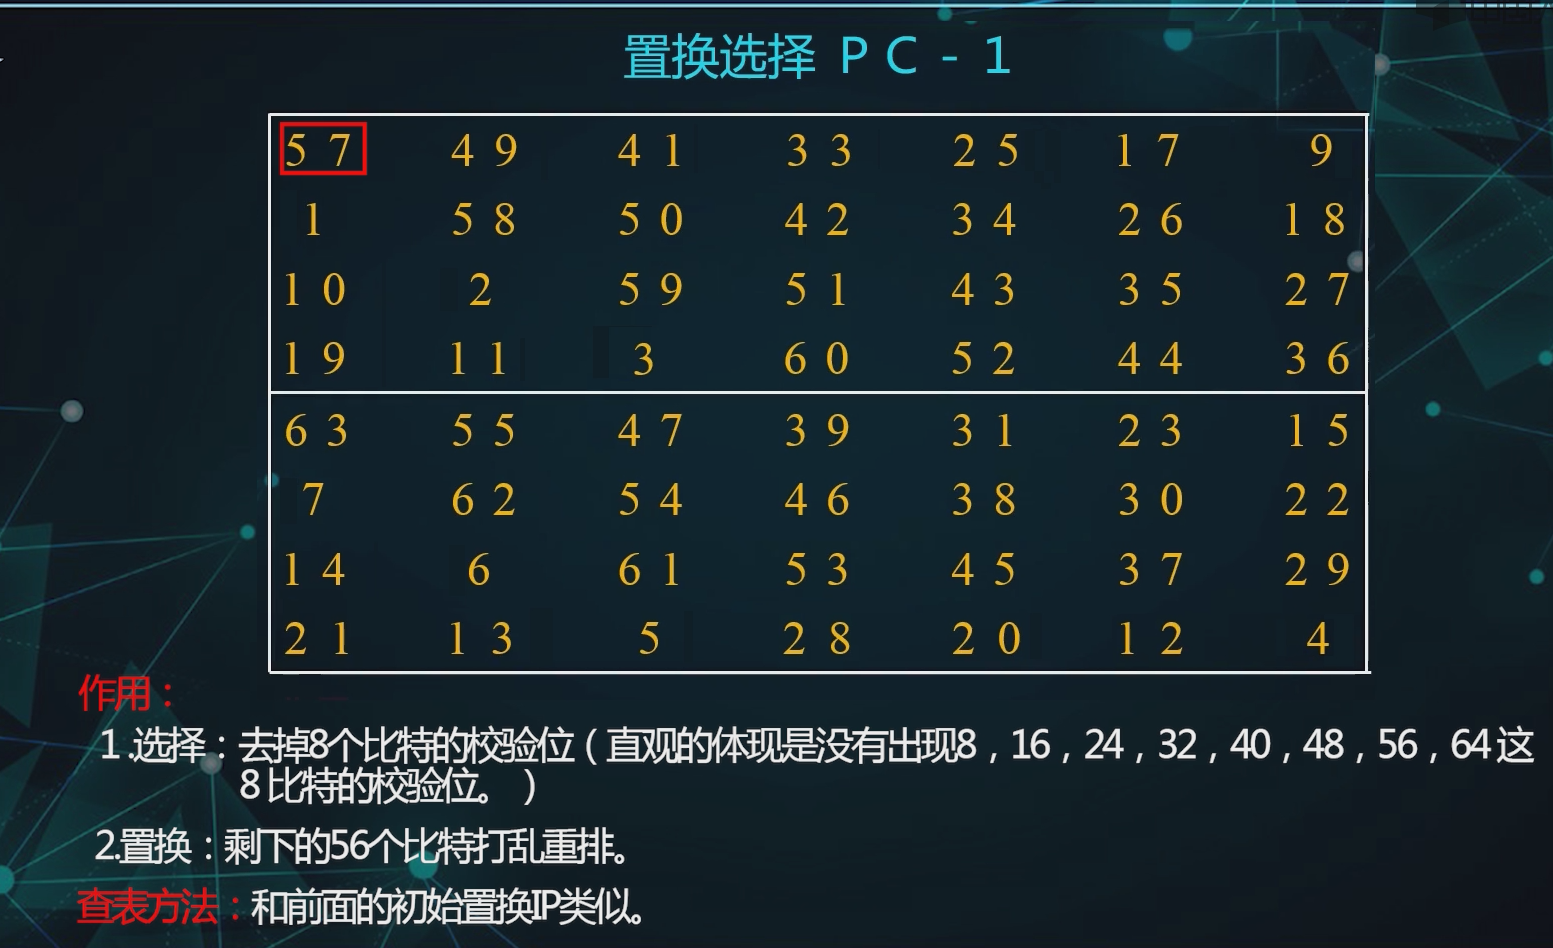 置换选择 PC-1
57 49 41 33 25 17 9
1 58 50 42 34 26 18
10 2 59 51 43 35 27
19 11 3 60 52 44 36
63 55 47 39 31 23 15
7 62 54 46 38 30 22
14 6 61 53 45 37 29
21 13 5 28 20 12 4
作用：
1.选择：去掉8个比特的校验位（直观的体现是没有出现8，16，24，32，40，48，56，64这
8比特的校验位。）
2.置换：剩下的56个比特打乱重排。
查表方法：和前面的初始置换IP类似。